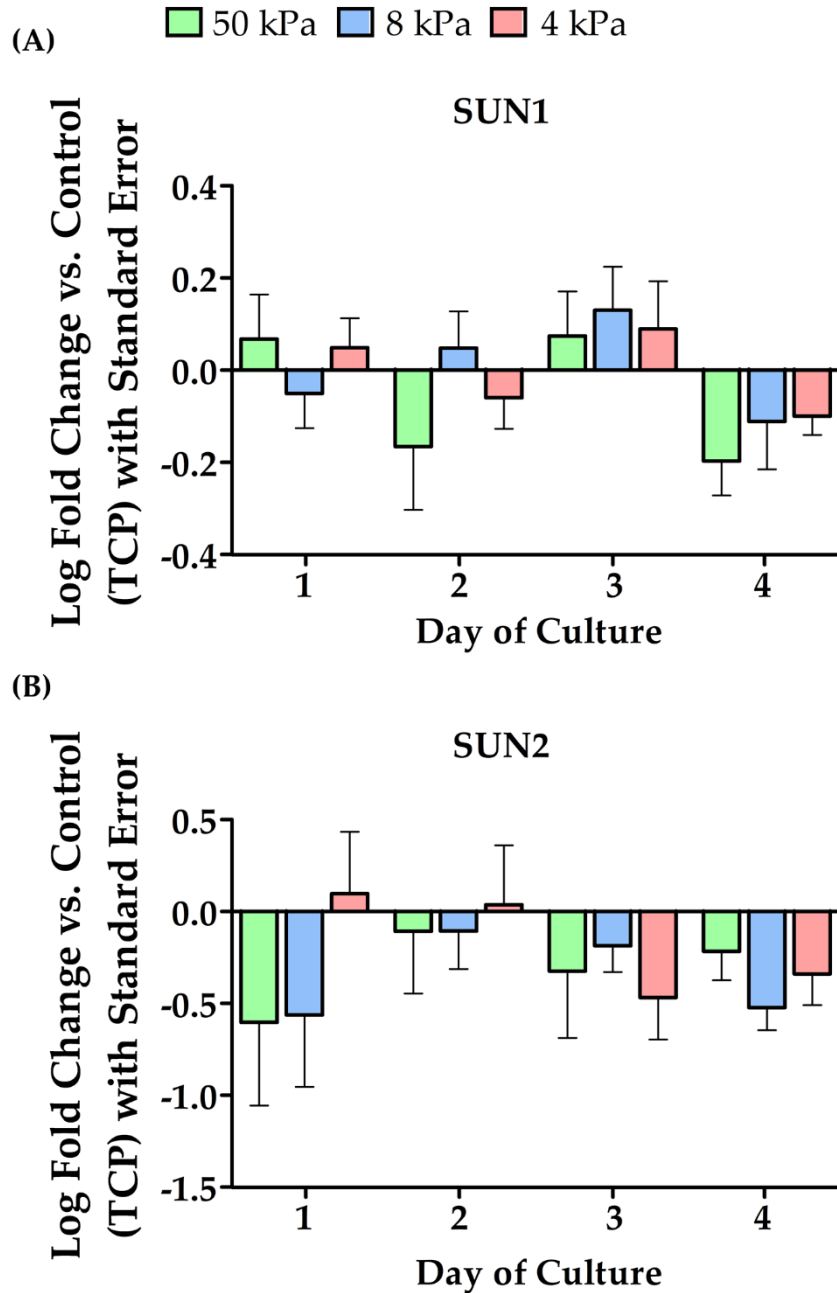 50 kPa 8 kPa 4 kPa
(A)
SUN1
Log Fold Change vs. Control
(TCP) with Standard Error
0.4
0.2
0.0
-0.2
-0.4
1 2 3 4
Day of Culture
(B)
SUN2
Log Fold Change vs. Control
(TCP) with Standard Error
0.5
0.0
-0.5
-1.0
-1.5
1 2 3 4
Day of Culture